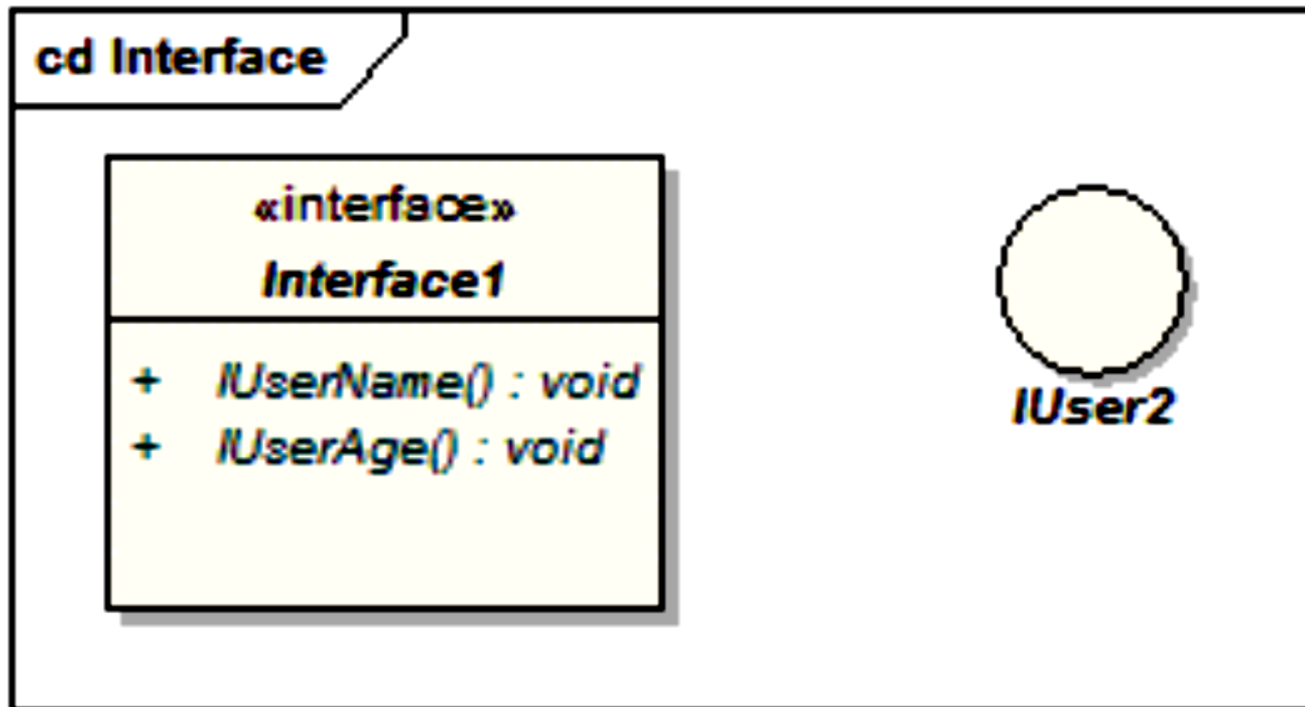 cd Interface
«interface»
Interface1
+ IUserName() : void
+ IUserAge() : void
IUser2